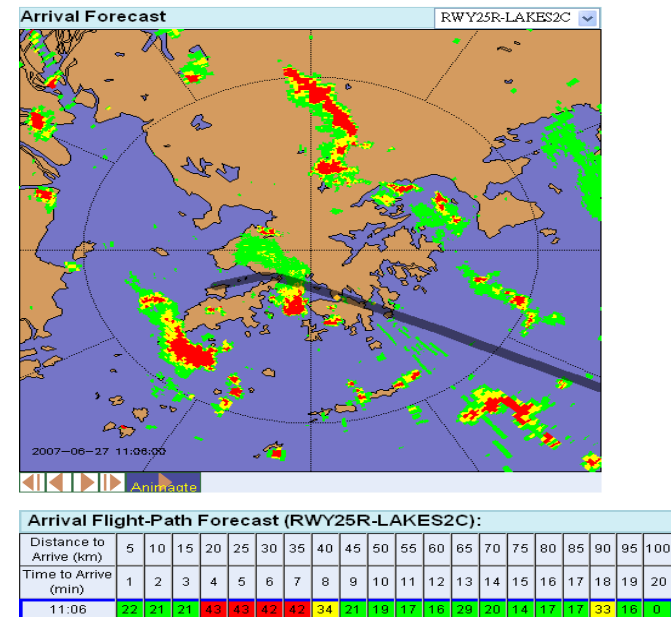 Arrival Forecast RWY25R-LAKES2C
2007-06-27 11:06:00
Animagte
Arrival Flight-Path Forecast (RWY25R-LAKES2C):
Distance to Arrive (km) 5 10 15 20 25 30 35 40 45 50 55 60 65 70 75 80 85 90 95 100
Time to Arrive (min) 1 2 3 4 5 6 7 8 9 10 11 12 13 14 15 16 17 18 19 20
11:06 22 21 21 43 43 42 42 34 21 19 17 16 29 20 14 17 17 33 16 0